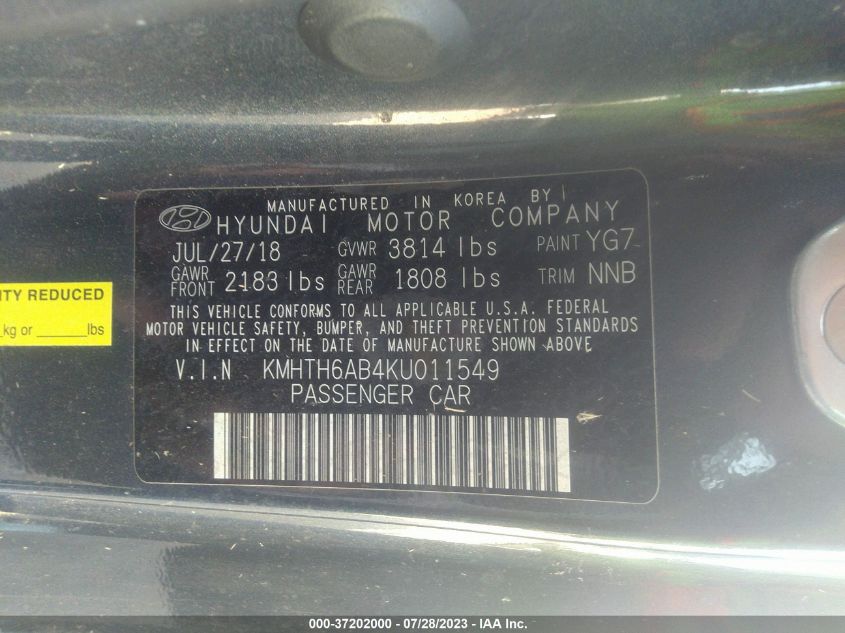 MANUFACTURED IN KOREA BY
HYUNDAI MOTOR COMPANY
JUL/27/18 GVWR 3814 lbs PAINT YG7
GAWR FRONT 2183 lbs GAWR REAR 1808 lbs TRIM NNB
THIS VEHICLE CONFORMS TO ALL APPLICABLE U.S.A. FEDERAL
MOTOR VEHICLE SAFETY, BUMPER, AND THEFT PREVENTION STANDARDS
IN EFFECT ON THE DATE OF MANUFACTURE SHOWN ABOVE
V.I.N KMHTH6AB4KU011549
PASSENGER CAR
REDUCED
kg or ______lbs
000-37202000 - 07/28/2023 - IAA Inc.